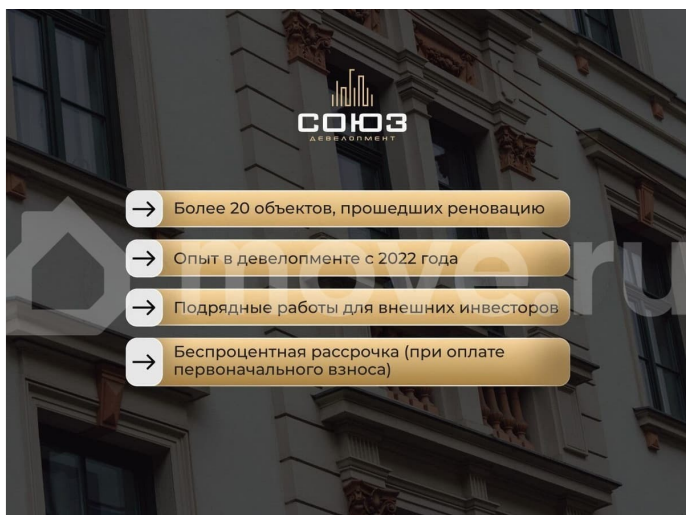 СОЮЗ
ДЕВЕЛОПМЕНТ
Более 20 объектов, прошедших реновацию
Опыт в девелопменте с 2022 года
move.ru
Подрядные работы для внешних инвесторов
Беспроцентная рассрочка (при оплате
первоначального взноса)